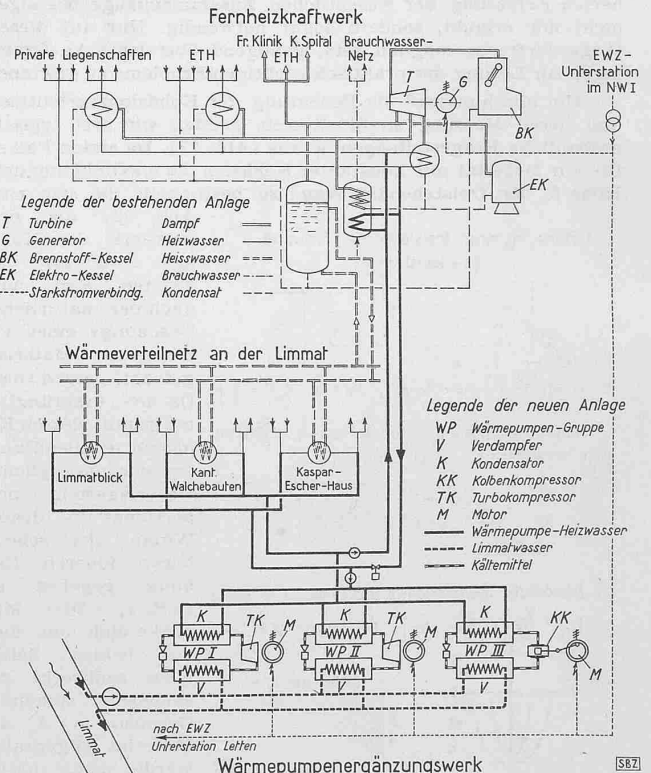 Fernheizkraftwerk
Private Liegenschaften
ETH
Fr. Klinik K. Spital
ETH
Brauchwasser-
Netz
T
G
BK
EWZ-
Unterstation
im NWI
EK
Legende der bestehenden Anlage
T Turbine
G Generator
BK Brennstoff-Kessel
EK Elektro-Kessel
Starkstromverbindg.
Dampf
Heizwasser
Heisswasser
Brauchwasser
Kondensat
Wärmeverteilnetz an der Limmat
Limmatblick
Kant.
Walchebauten
Kaspar-
Escher-Haus
Legende der neuen Anlage
WP Wärmepumpen-Gruppe
V Verdampfer
K Kondensator
KK Kolbenkompressor
TK Turbokompressor
M Motor
Wärmepumpe-Heizwasser
Limmatwasser
Kältemittel
K
TK
M
K
TK
M
K
KK
WP I
WP II
WP III
M
V
V
V
Limmat
nach EWZ
Unterstation Letten
Wärmepumpenergänzungswerk
SBZ